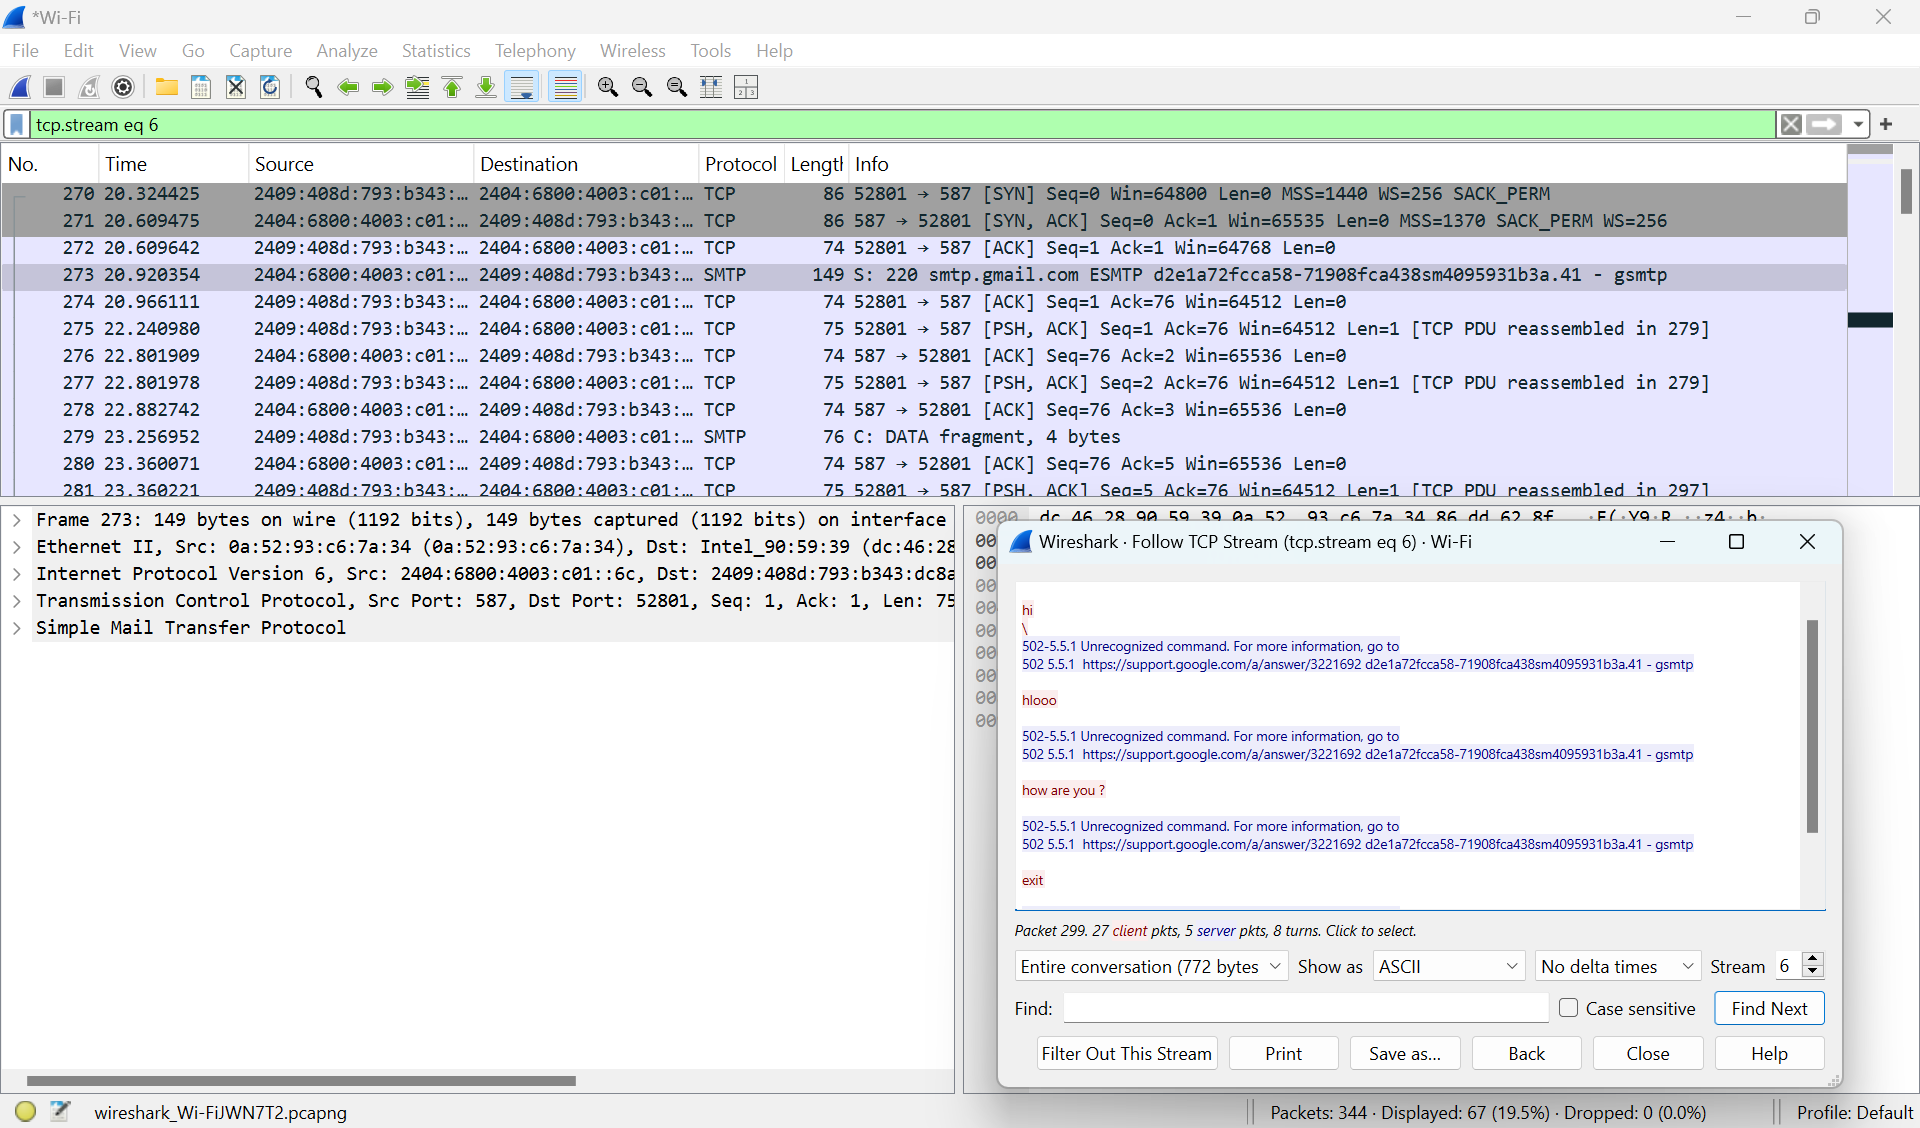 *Wi-Fi
File Edit View Go Capture Analyze Statistics Telephony Wireless Tools Help
tcp.stream eq 6
No. Time Source Destination Protocol Length Info
270 20.324425 2409:408d:793:b343:… 2404:6800:4003:c01:… TCP 86 52801 → 587 [SYN] Seq=0 Win=64800 Len=0 MSS=1440 WS=256 SACK_PERM
271 20.609475 2404:6800:4003:c01:… 2409:408d:793:b343:… TCP 86 587 → 52801 [SYN, ACK] Seq=0 Ack=1 Win=65535 Len=0 MSS=1370 SACK_PERM WS=256
272 20.609642 2409:408d:793:b343:… 2404:6800:4003:c01:… TCP 74 52801 → 587 [ACK] Seq=1 Ack=1 Win=64768 Len=0
273 20.920354 2404:6800:4003:c01:… 2409:408d:793:b343:… SMTP 149 S: 220 smtp.gmail.com ESMTP d2e1a72fcca58-71908fca438sm4095931b3a.41 - gsmtp
274 20.966111 2409:408d:793:b343:… 2404:6800:4003:c01:… TCP 74 52801 → 587 [ACK] Seq=1 Ack=76 Win=64512 Len=0
275 22.240980 2409:408d:793:b343:… 2404:6800:4003:c01:… TCP 75 52801 → 587 [PSH, ACK] Seq=1 Ack=76 Win=64512 Len=1 [TCP PDU reassembled in 279]
276 22.801909 2404:6800:4003:c01:… 2409:408d:793:b343:… TCP 74 587 → 52801 [ACK] Seq=76 Ack=2 Win=65536 Len=0
277 22.801978 2409:408d:793:b343:… 2404:6800:4003:c01:… TCP 75 52801 → 587 [PSH, ACK] Seq=2 Ack=76 Win=64512 Len=1 [TCP PDU reassembled in 279]
278 22.882742 2404:6800:4003:c01:… 2409:408d:793:b343:… TCP 74 587 → 52801 [ACK] Seq=76 Ack=3 Win=65536 Len=0
279 23.256952 2409:408d:793:b343:… 2404:6800:4003:c01:… SMTP 76 C: DATA fragment, 4 bytes
280 23.360071 2404:6800:4003:c01:… 2409:408d:793:b343:… TCP 74 587 → 52801 [ACK] Seq=76 Ack=5 Win=65536 Len=0
281 23.360221 2409:408d:793:b343:… 2404:6800:4003:c01:… TCP 75 52801 → 587 [PSH, ACK] Seq=5 Ack=76 Win=64512 Len=1 [TCP PDU reassembled in 297]
Frame 273: 149 bytes on wire (1192 bits), 149 bytes captured (1192 bits) on interface
Ethernet II, Src: 0a:52:93:c6:7a:34 (0a:52:93:c6:7a:34), Dst: Intel_90:59:39 (dc:46:28
Internet Protocol Version 6, Src: 2404:6800:4003:c01::6c, Dst: 2409:408d:793:b343:dc8a
Transmission Control Protocol, Src Port: 587, Dst Port: 52801, Seq: 1, Ack: 1, Len: 75
Simple Mail Transfer Protocol
0000 dc 46 28 90 59 39 0a 52 93 c6 7a 34 86 dd 62 8f ·F(·Y9·R ··z4··b·
Wireshark · Follow TCP Stream (tcp.stream eq 6) · Wi-Fi
hi
\
502-5.5.1 Unrecognized command. For more information, go to
502 5.5.1 https://support.google.com/a/answer/3221692 d2e1a72fcca58-71908fca438sm4095931b3a.41 - gsmtp
hlooo
502-5.5.1 Unrecognized command. For more information, go to
502 5.5.1 https://support.google.com/a/answer/3221692 d2e1a72fcca58-71908fca438sm4095931b3a.41 - gsmtp
how are you ?
502-5.5.1 Unrecognized command. For more information, go to
502 5.5.1 https://support.google.com/a/answer/3221692 d2e1a72fcca58-71908fca438sm4095931b3a.41 - gsmtp
exit
Packet 299. 27 client pkts, 5 server pkts, 8 turns. Click to select.
Entire conversation (772 bytes Show as ASCII No delta times Stream 6
Find: Case sensitive Find Next
Filter Out This Stream Print Save as... Back Close Help
wireshark_Wi-FiJWN7T2.pcapng Packets: 344 · Displayed: 67 (19.5%) · Dropped: 0 (0.0%) Profile: Default